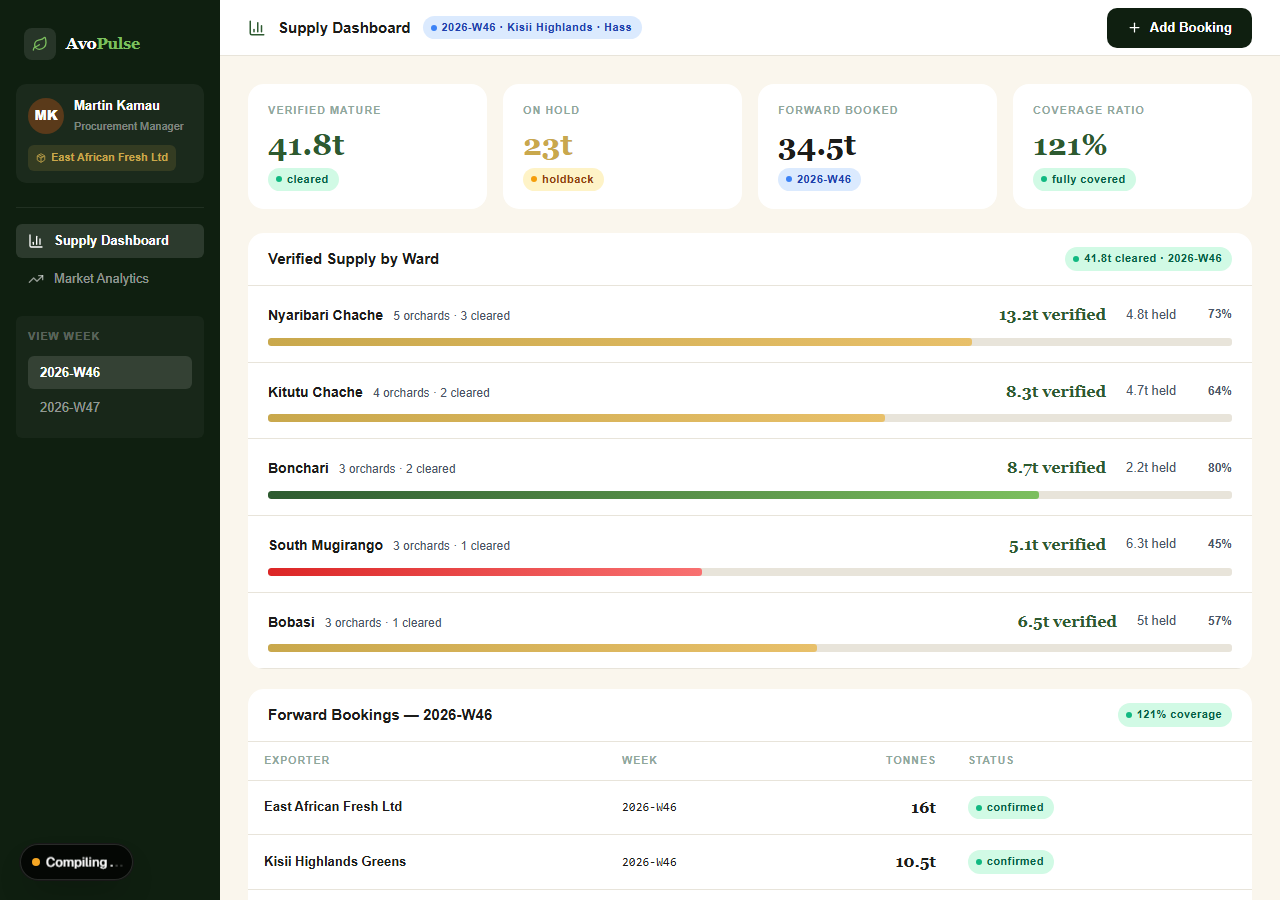 AvoPulse
MK
Martin Kamau
Procurement Manager
East African Fresh Ltd
Supply Dashboard
Market Analytics
VIEW WEEK
2026-W46
2026-W47
Compiling...
Supply Dashboard
2026-W46 · Kisii Highlands · Hass
+ Add Booking
VERIFIED MATURE
41.8t
cleared
ON HOLD
23t
holdback
FORWARD BOOKED
34.5t
2026-W46
COVERAGE RATIO
121%
fully covered
Verified Supply by Ward
41.8t cleared · 2026-W46
Nyaribari Chache 5 orchards · 3 cleared 13.2t verified 4.8t held 73%
Kitutu Chache 4 orchards · 2 cleared 8.3t verified 4.7t held 64%
Bonchari 3 orchards · 2 cleared 8.7t verified 2.2t held 80%
South Mugirango 3 orchards · 1 cleared 5.1t verified 6.3t held 45%
Bobasi 3 orchards · 1 cleared 6.5t verified 5t held 57%
Forward Bookings — 2026-W46
121% coverage
EXPORTER WEEK TONNES STATUS
East African Fresh Ltd 2026-W46 16t confirmed
Kisii Highlands Greens 2026-W46 10.5t confirmed